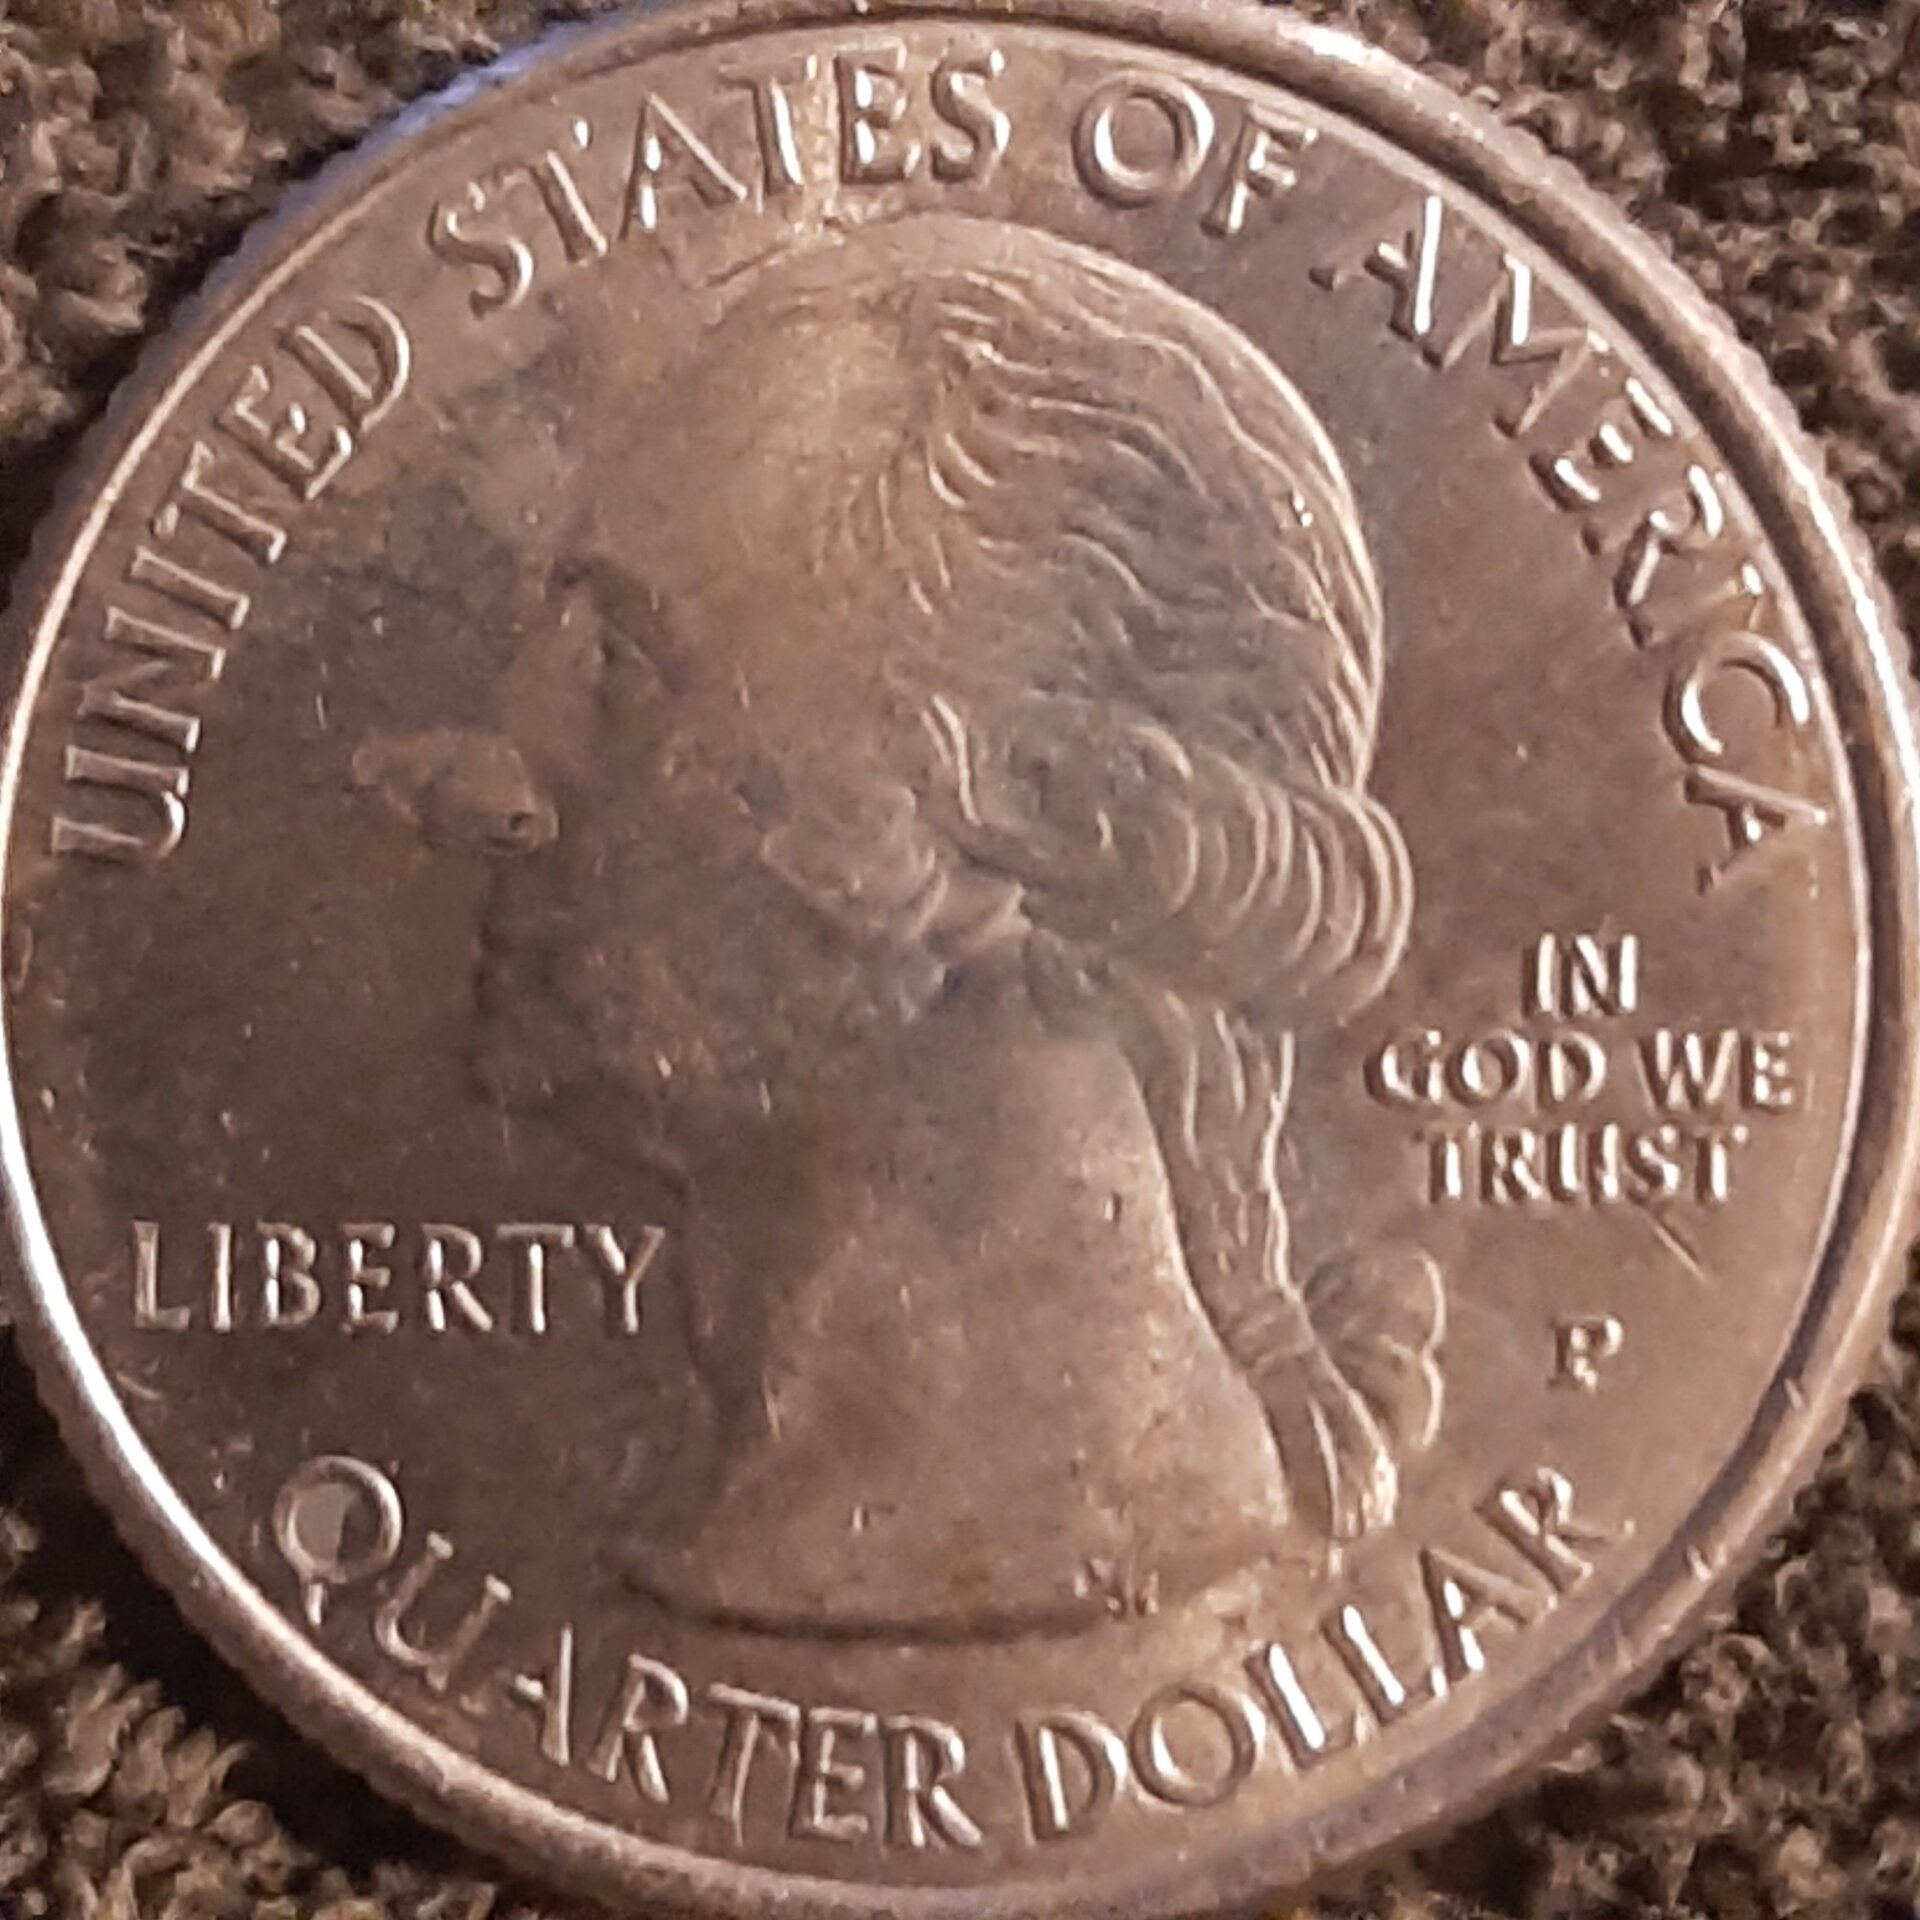 UNITED STATES OF AMERICA
IN
GOD WE
TRUST
LIBERTY
P
QUARTER DOLLAR